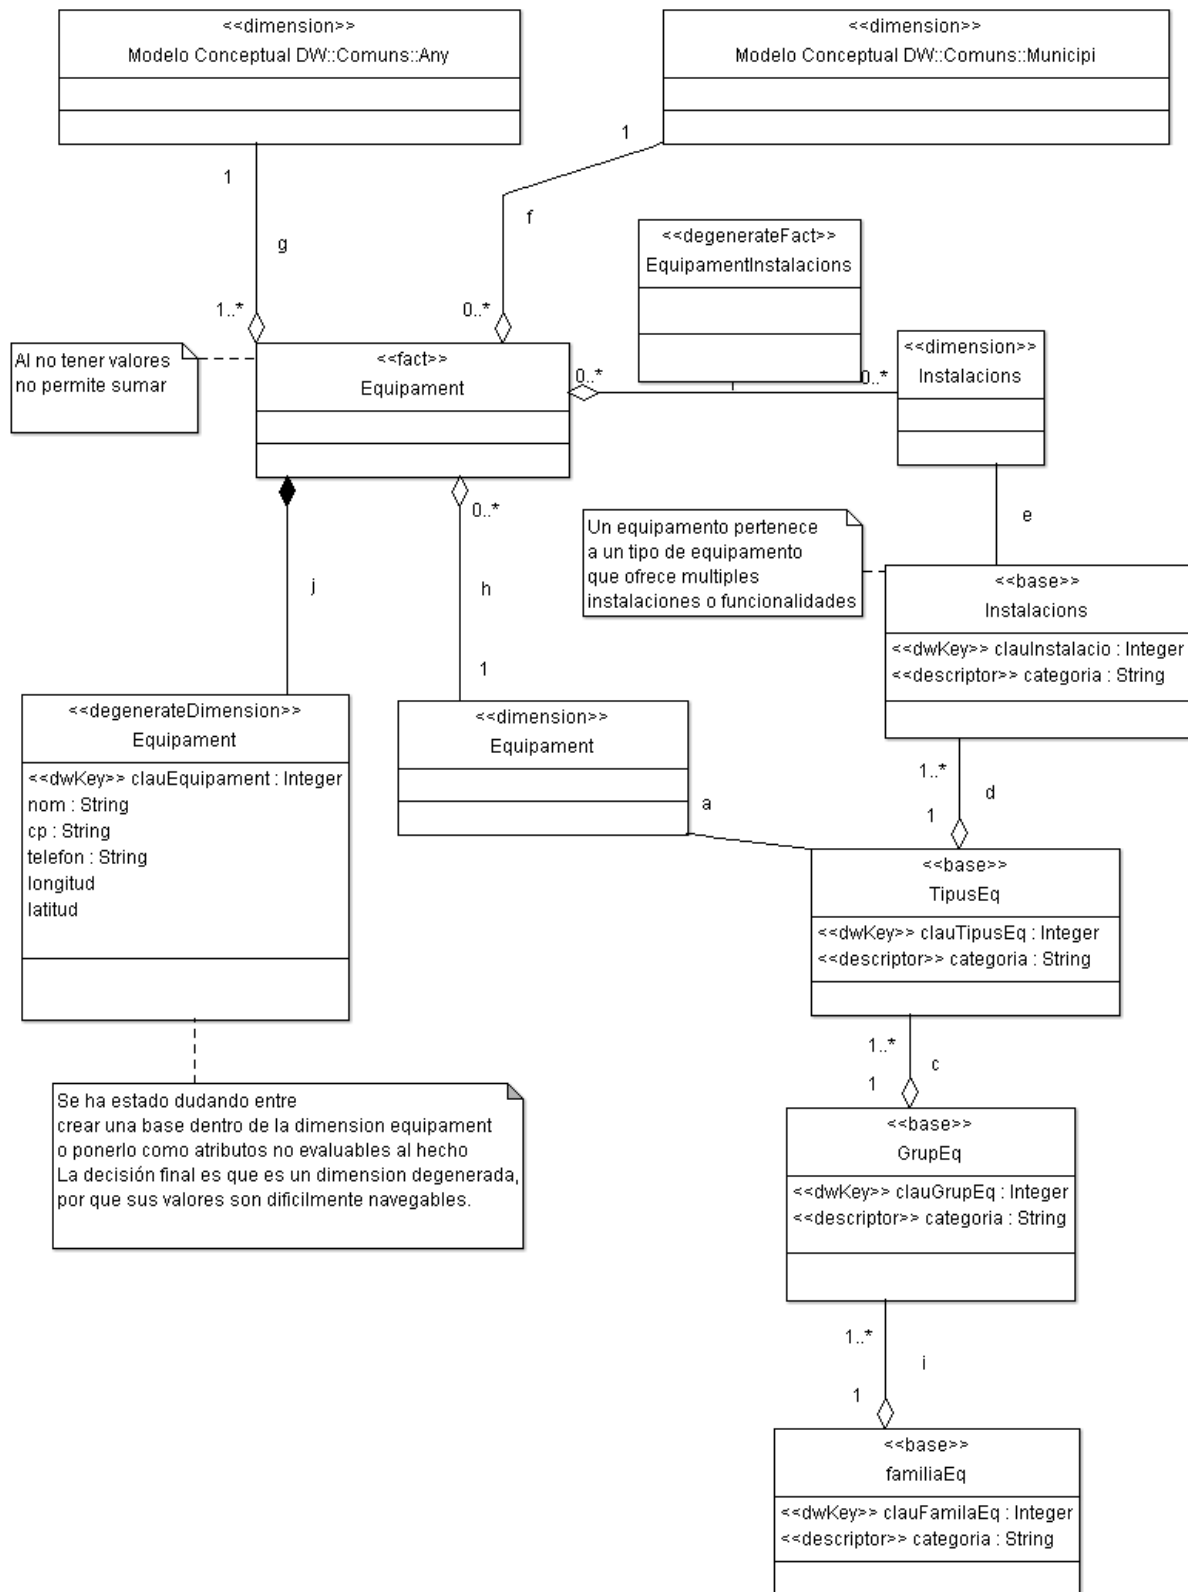 <<dimension>>
Modelo Conceptual DW::Comuns::Any
<<dimension>>
Modelo Conceptual DW::Comuns::Municipi
1
g
1..*
1
f
0..*
<<degenerateFact>>
EquipamentInstalacions
Al no tener valores
no permite sumar
<<fact>>
Equipament
0..*
0..*
<<dimension>>
Instalacions
e
j
0..*
h
1
Un equipamento pertenece
a un tipo de equipamento
que ofrece multiples
instalaciones o funcionalidades
<<base>>
Instalacions
<<dwKey>> clauInstalacio : Integer
<<descriptor>> categoria : String
<<degenerateDimension>>
Equipament
<<dwKey>> clauEquipament : Integer
nom : String
cp : String
telefon : String
longitud
latitud
<<dimension>>
Equipament
a
1..*
d
1
<<base>>
TipusEq
<<dwKey>> clauTipusEq : Integer
<<descriptor>> categoria : String
1..*
c
1
Se ha estado dudando entre
crear una base dentro de la dimension equipament
o ponerlo como atributos no evaluables al hecho
La decisión final es que es un dimension degenerada,
por que sus valores son dificilmente navegables.
<<base>>
GrupEq
<<dwKey>> clauGrupEq : Integer
<<descriptor>> categoria : String
1..*
i
1
<<base>>
familiaEq
<<dwKey>> clauFamilaEq : Integer
<<descriptor>> categoria : String